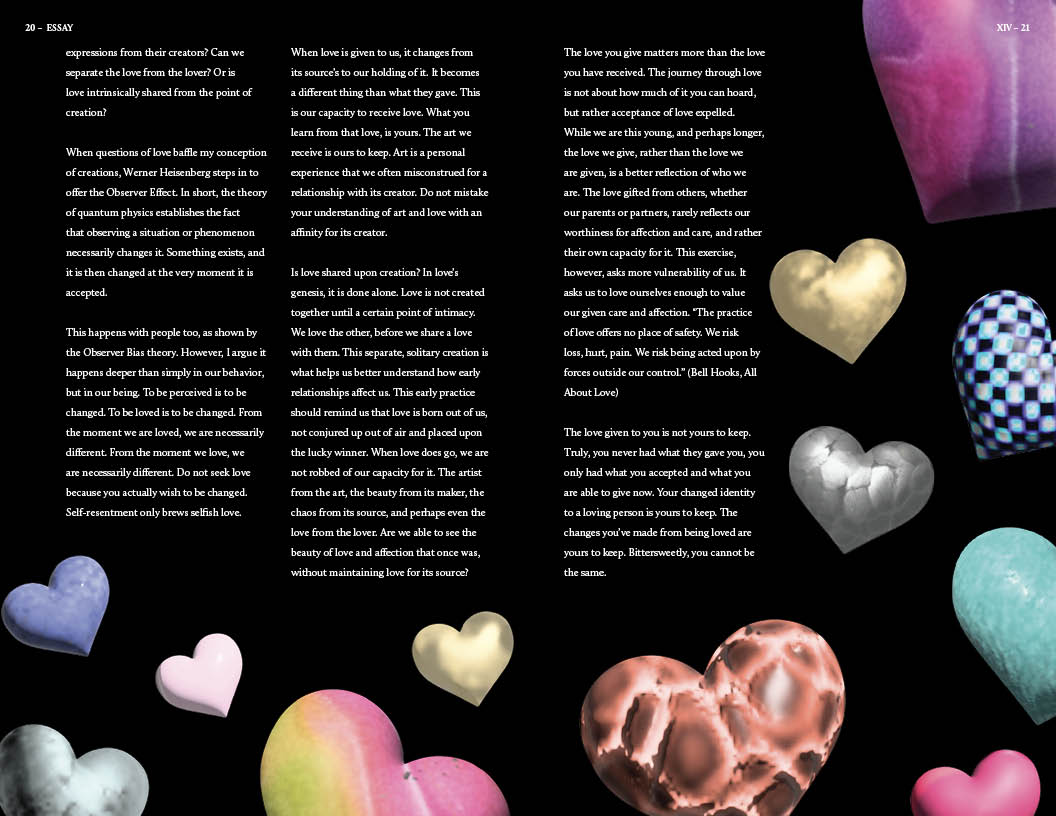 20 – ESSAY
XIV – 21
expressions from their creators? Can we
separate the love from the lover? Or is
love intrinsically shared from the point of
creation?
When questions of love baffle my conception
of creations, Werner Heisenberg steps in to
offer the Observer Effect. In short, the theory
of quantum physics establishes the fact
that observing a situation or phenomenon
necessarily changes it. Something exists, and
it is then changed at the very moment it is
accepted.
This happens with people too, as shown by
the Observer Bias theory. However, I argue it
happens deeper than simply in our behavior,
but in our being. To be perceived is to be
changed. To be loved is to be changed. From
the moment we are loved, we are necessarily
different. From the moment we love, we
are necessarily different. Do not seek love
because you actually wish to be changed.
Self-resentment only brews selfish love.
When love is given to us, it changes from
its source's to our holding of it. It becomes
a different thing than what they gave. This
is our capacity to receive love. What you
learn from that love, is yours. The art we
receive is ours to keep. Art is a personal
experience that we often misconstrued for a
relationship with its creator. Do not mistake
your understanding of art and love with an
affinity for its creator.
Is love shared upon creation? In love's
genesis, it is done alone. Love is not created
together until a certain point of intimacy.
We love the other, before we share a love
with them. This separate, solitary creation is
what helps us better understand how early
relationships affect us. This early practice
should remind us that love is born out of us,
not conjured up out of air and placed upon
the lucky winner. When love does go, we are
not robbed of our capacity for it. The artist
from the art, the beauty from its maker, the
chaos from its source, and perhaps even the
love from the lover. Are we able to see the
beauty of love and affection that once was,
without maintaining love for its source?
The love you give matters more than the love
you have received. The journey through love
is not about how much of it you can hoard,
but rather acceptance of love expelled.
While we are this young, and perhaps longer,
the love we give, rather than the love we
are given, is a better reflection of who we
are. The love gifted from others, whether
our parents or partners, rarely reflects our
worthiness for affection and care, and rather
their own capacity for it. This exercise,
however, asks more vulnerability of us. It
asks us to love ourselves enough to value
our given care and affection. "The practice
of love offers no place of safety. We risk
loss, hurt, pain. We risk being acted upon by
forces outside our control." (Bell Hooks, All
About Love)
The love given to you is not yours to keep.
Truly, you never had what they gave you, you
only had what you accepted and what you
are able to give now. Your changed identity
to a loving person is yours to keep. The
changes you've made from being loved are
yours to keep. Bittersweetly, you cannot be
the same.